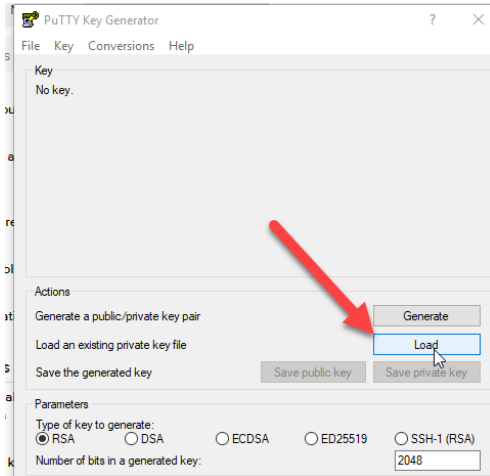 PuTTY Key Generator ?
File Key Conversions Help
Key
No key.
Actions
Generate a public/private key pair Generate
Load an existing private key file Load
Save the generated key Save public key Save private key
Parameters
Type of key to generate:
RSA DSA ECDSA ED25519 SSH-1 (RSA)
Number of bits in a generated key: 2048